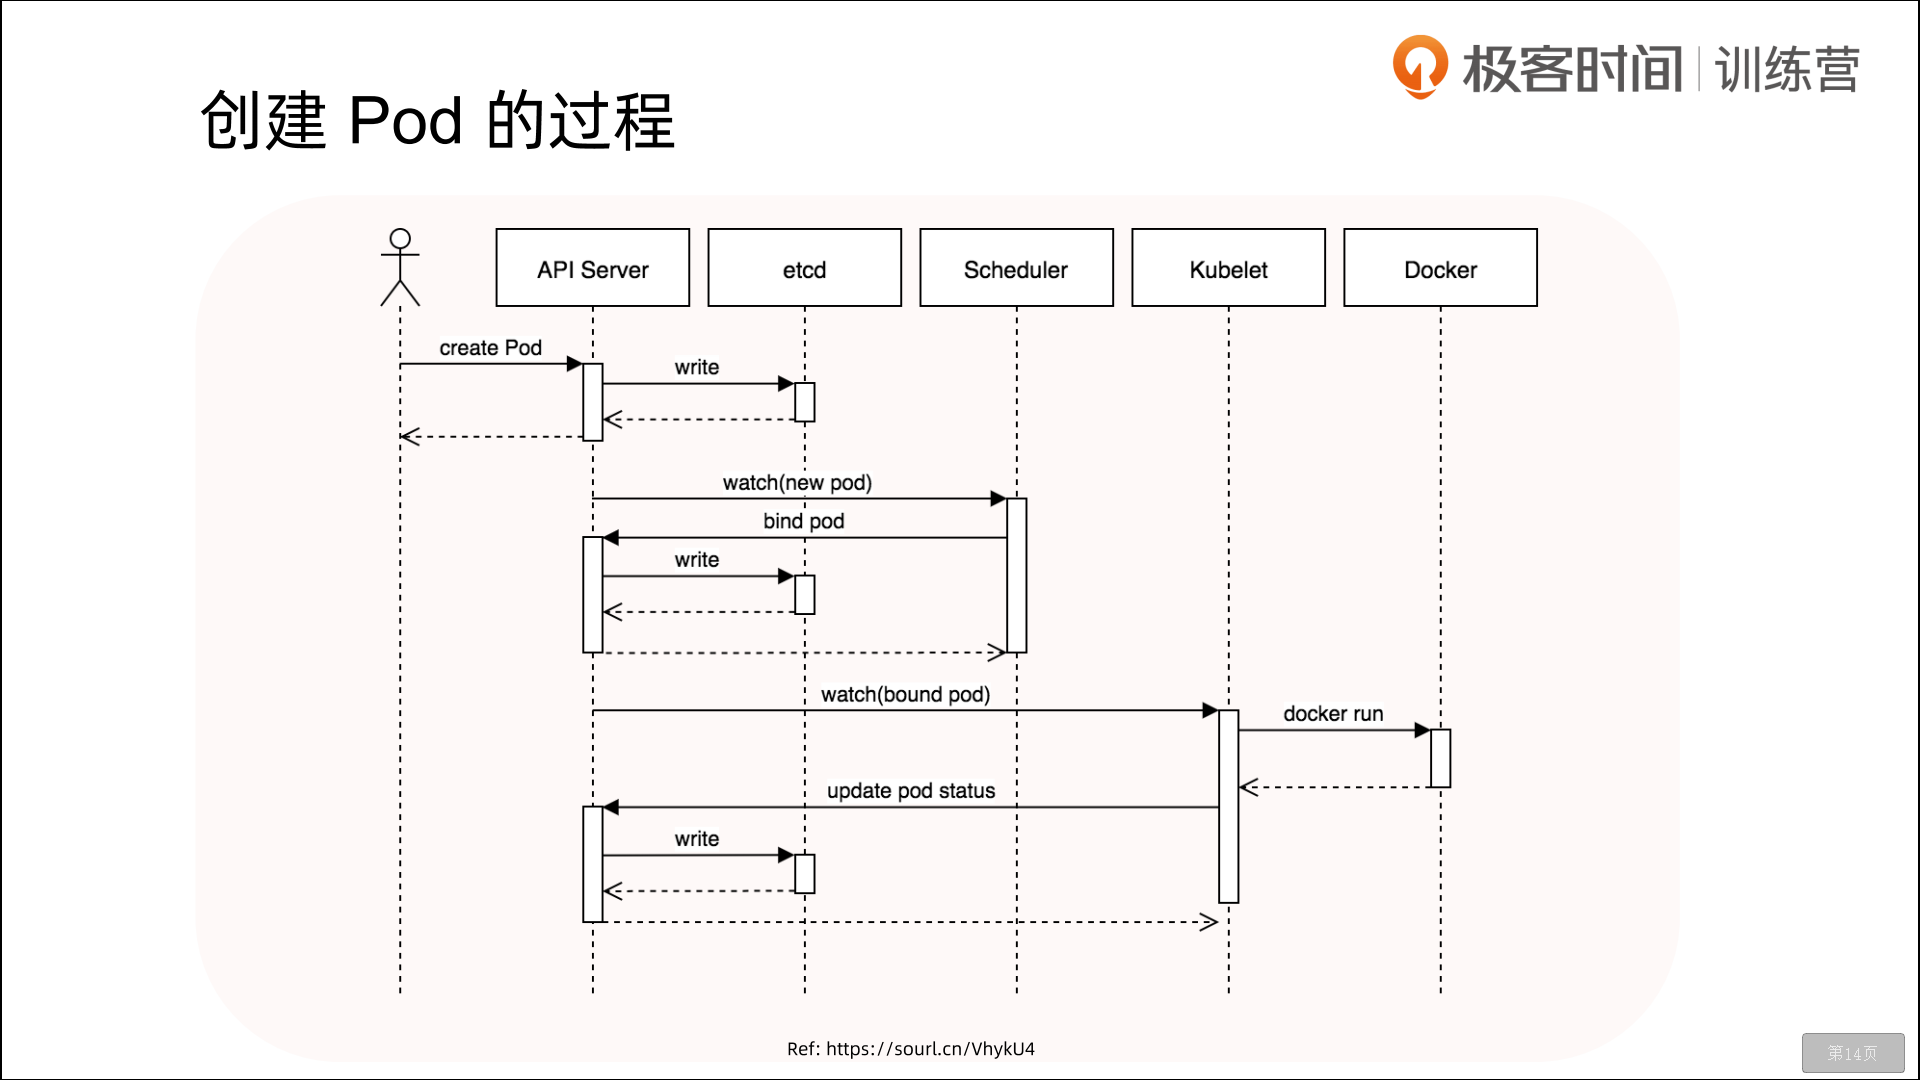 极客时间 | 训练营
创建 Pod 的过程
API Server
etcd
Scheduler
Kubelet
Docker
create Pod
write
watch(new pod)
bind pod
write
watch(bound pod)
docker run
update pod status
write
Ref: https://sourl.cn/VhykU4
第14页